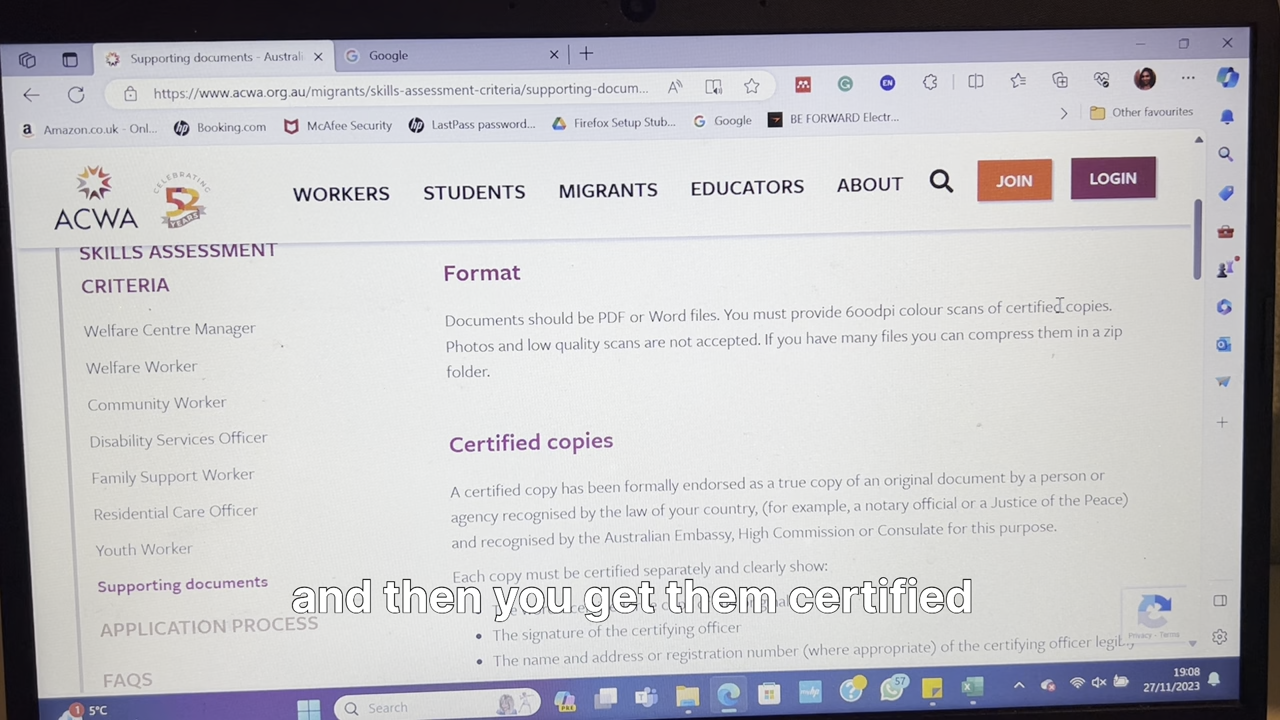 Supporting documents - Australi
Google
https://www.acwa.org.au/migrants/skills-assessment-criteria/supporting-docum...
EN
Amazon.co.uk - Onl...
Booking.com
McAfee Security
LastPass password...
Firefox Setup Stub...
Google
BE FORWARD Electr...
Other favourites
ACWA
CELEBRATING
52
YEARS
WORKERS
STUDENTS
MIGRANTS
EDUCATORS
ABOUT
JOIN
LOGIN
SKILLS ASSESSMENT
CRITERIA
Welfare Centre Manager
Welfare Worker
Community Worker
Disability Services Officer
Family Support Worker
Residential Care Officer
Youth Worker
Supporting documents
APPLICATION PROCESS
FAQS
Format
Documents should be PDF or Word files. You must provide 600dpi colour scans of certified copies.
Photos and low quality scans are not accepted. If you have many files you can compress them in a zip
folder.
Certified copies
A certified copy has been formally endorsed as a true copy of an original document by a person or
agency recognised by the law of your country, (for example, a notary official or a Justice of the Peace)
and recognised by the Australian Embassy, High Commission or Consulate for this purpose.
Each copy must be certified separately and clearly show:
and then you get them certified
• The signature of the certifying officer
• The name and address or registration number (where appropriate) of the certifying officer
Privacy - Terms
1
5°C
Search
PRE
57
19:08
27/11/2023